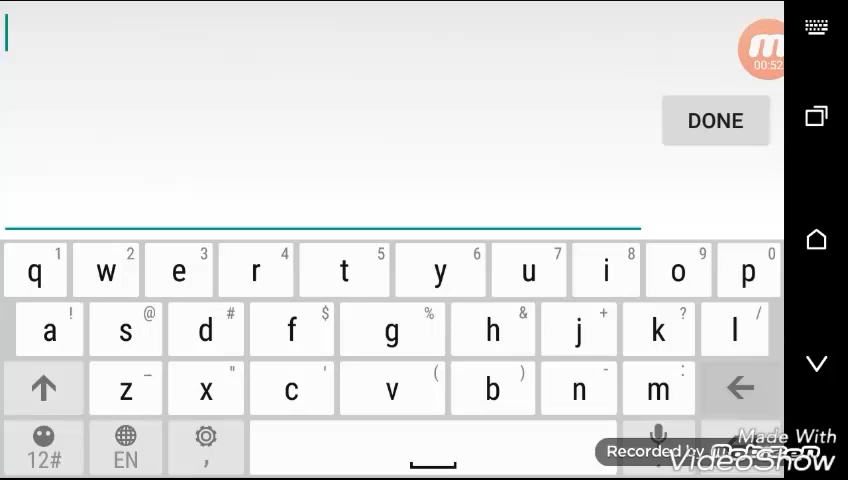 00:52
DONE
1 2 3 4 5 6 7 8 9 0
q w e r t y u i o p
! @ # $ % & + ? /
a s d f g h j k l
_ " ' ( ) - :
z x c v b n m
12# EN ,
Recorded by
Made With
VideoShow